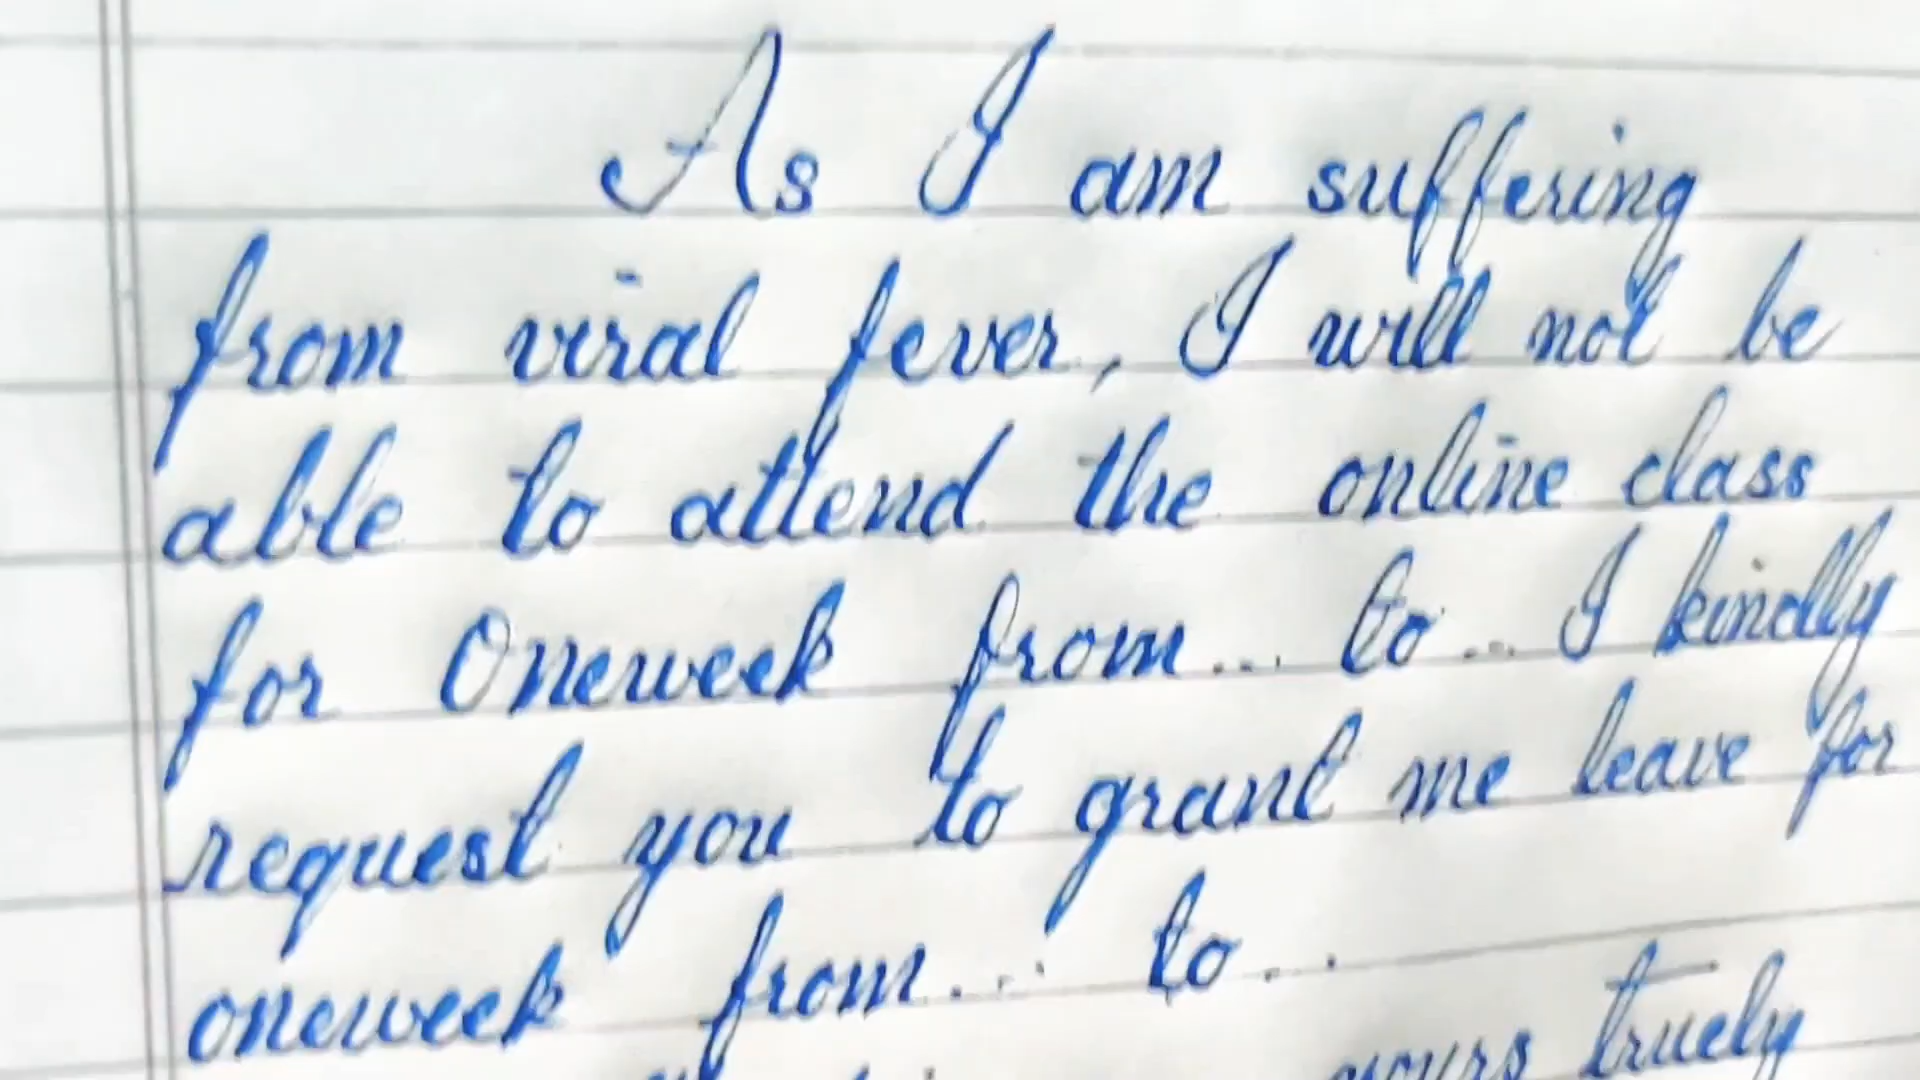 As I am suffering
from viral fever, I will not be
able to attend the online class
for Oneweek from... to... I kindly
request you to grant me leave for
oneweek from... to...
yours truely